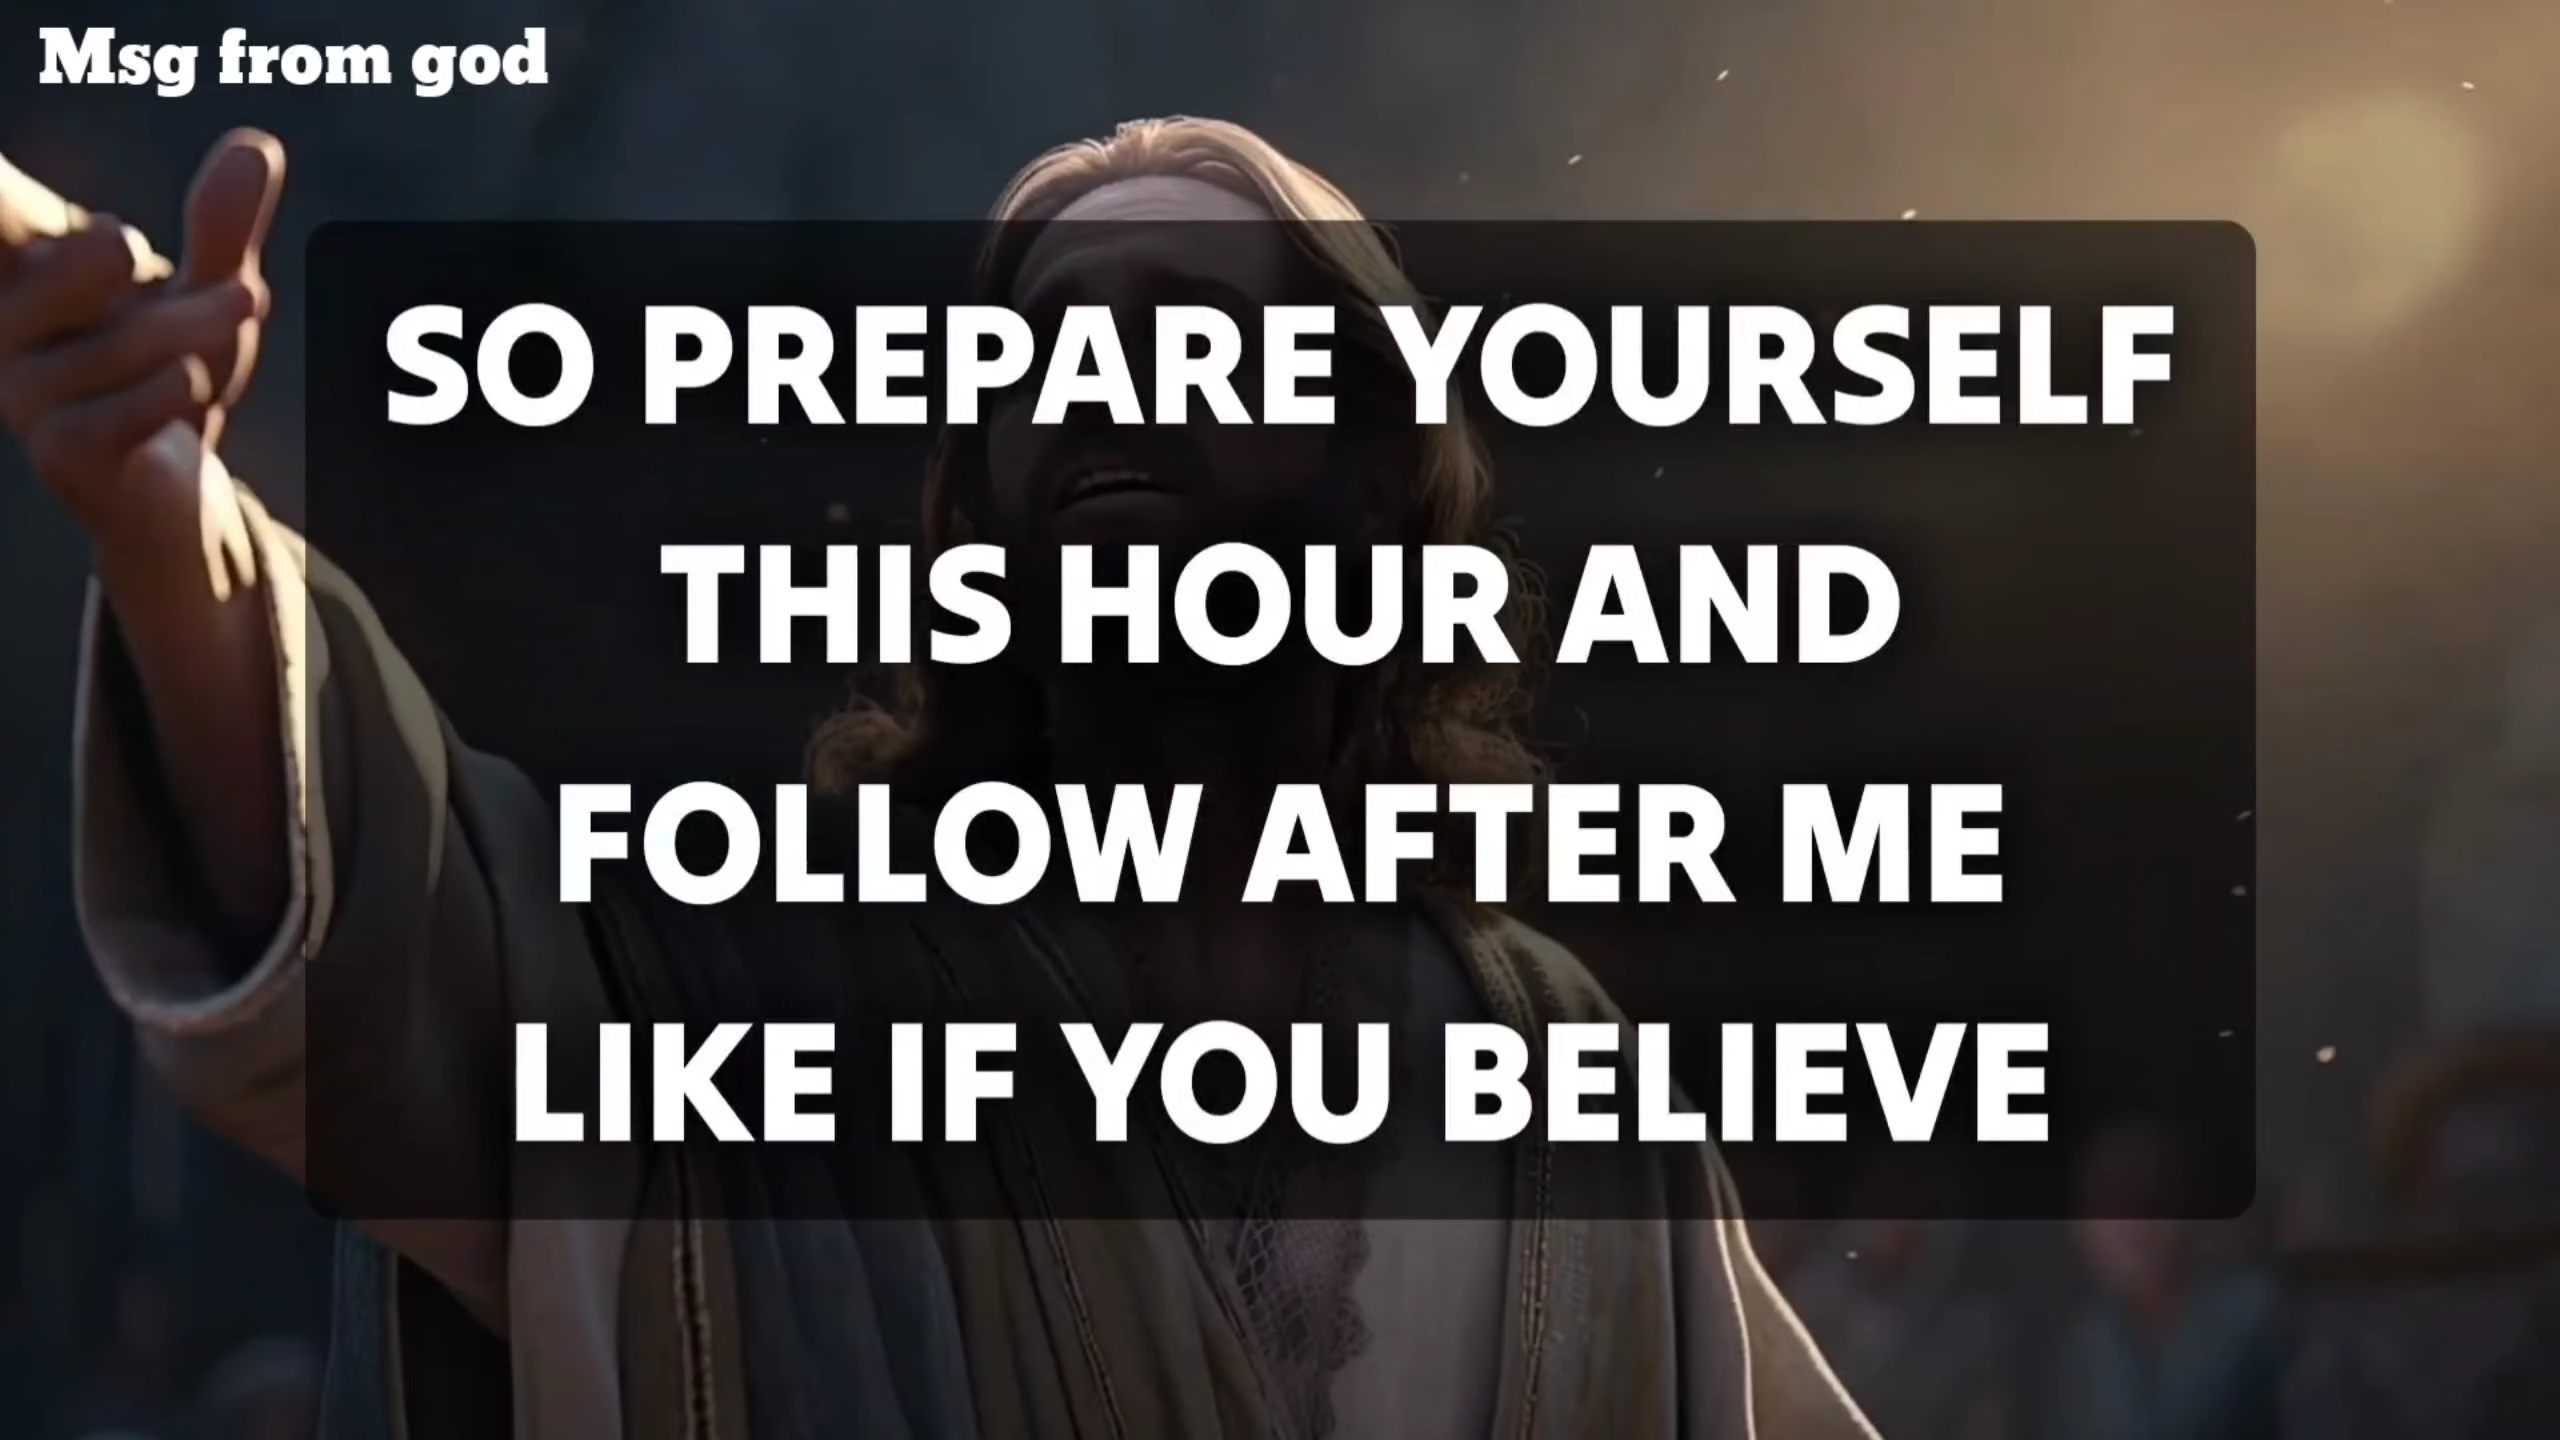 Msg from god
SO PREPARE YOURSELF
THIS HOUR AND
FOLLOW AFTER ME
LIKE IF YOU BELIEVE